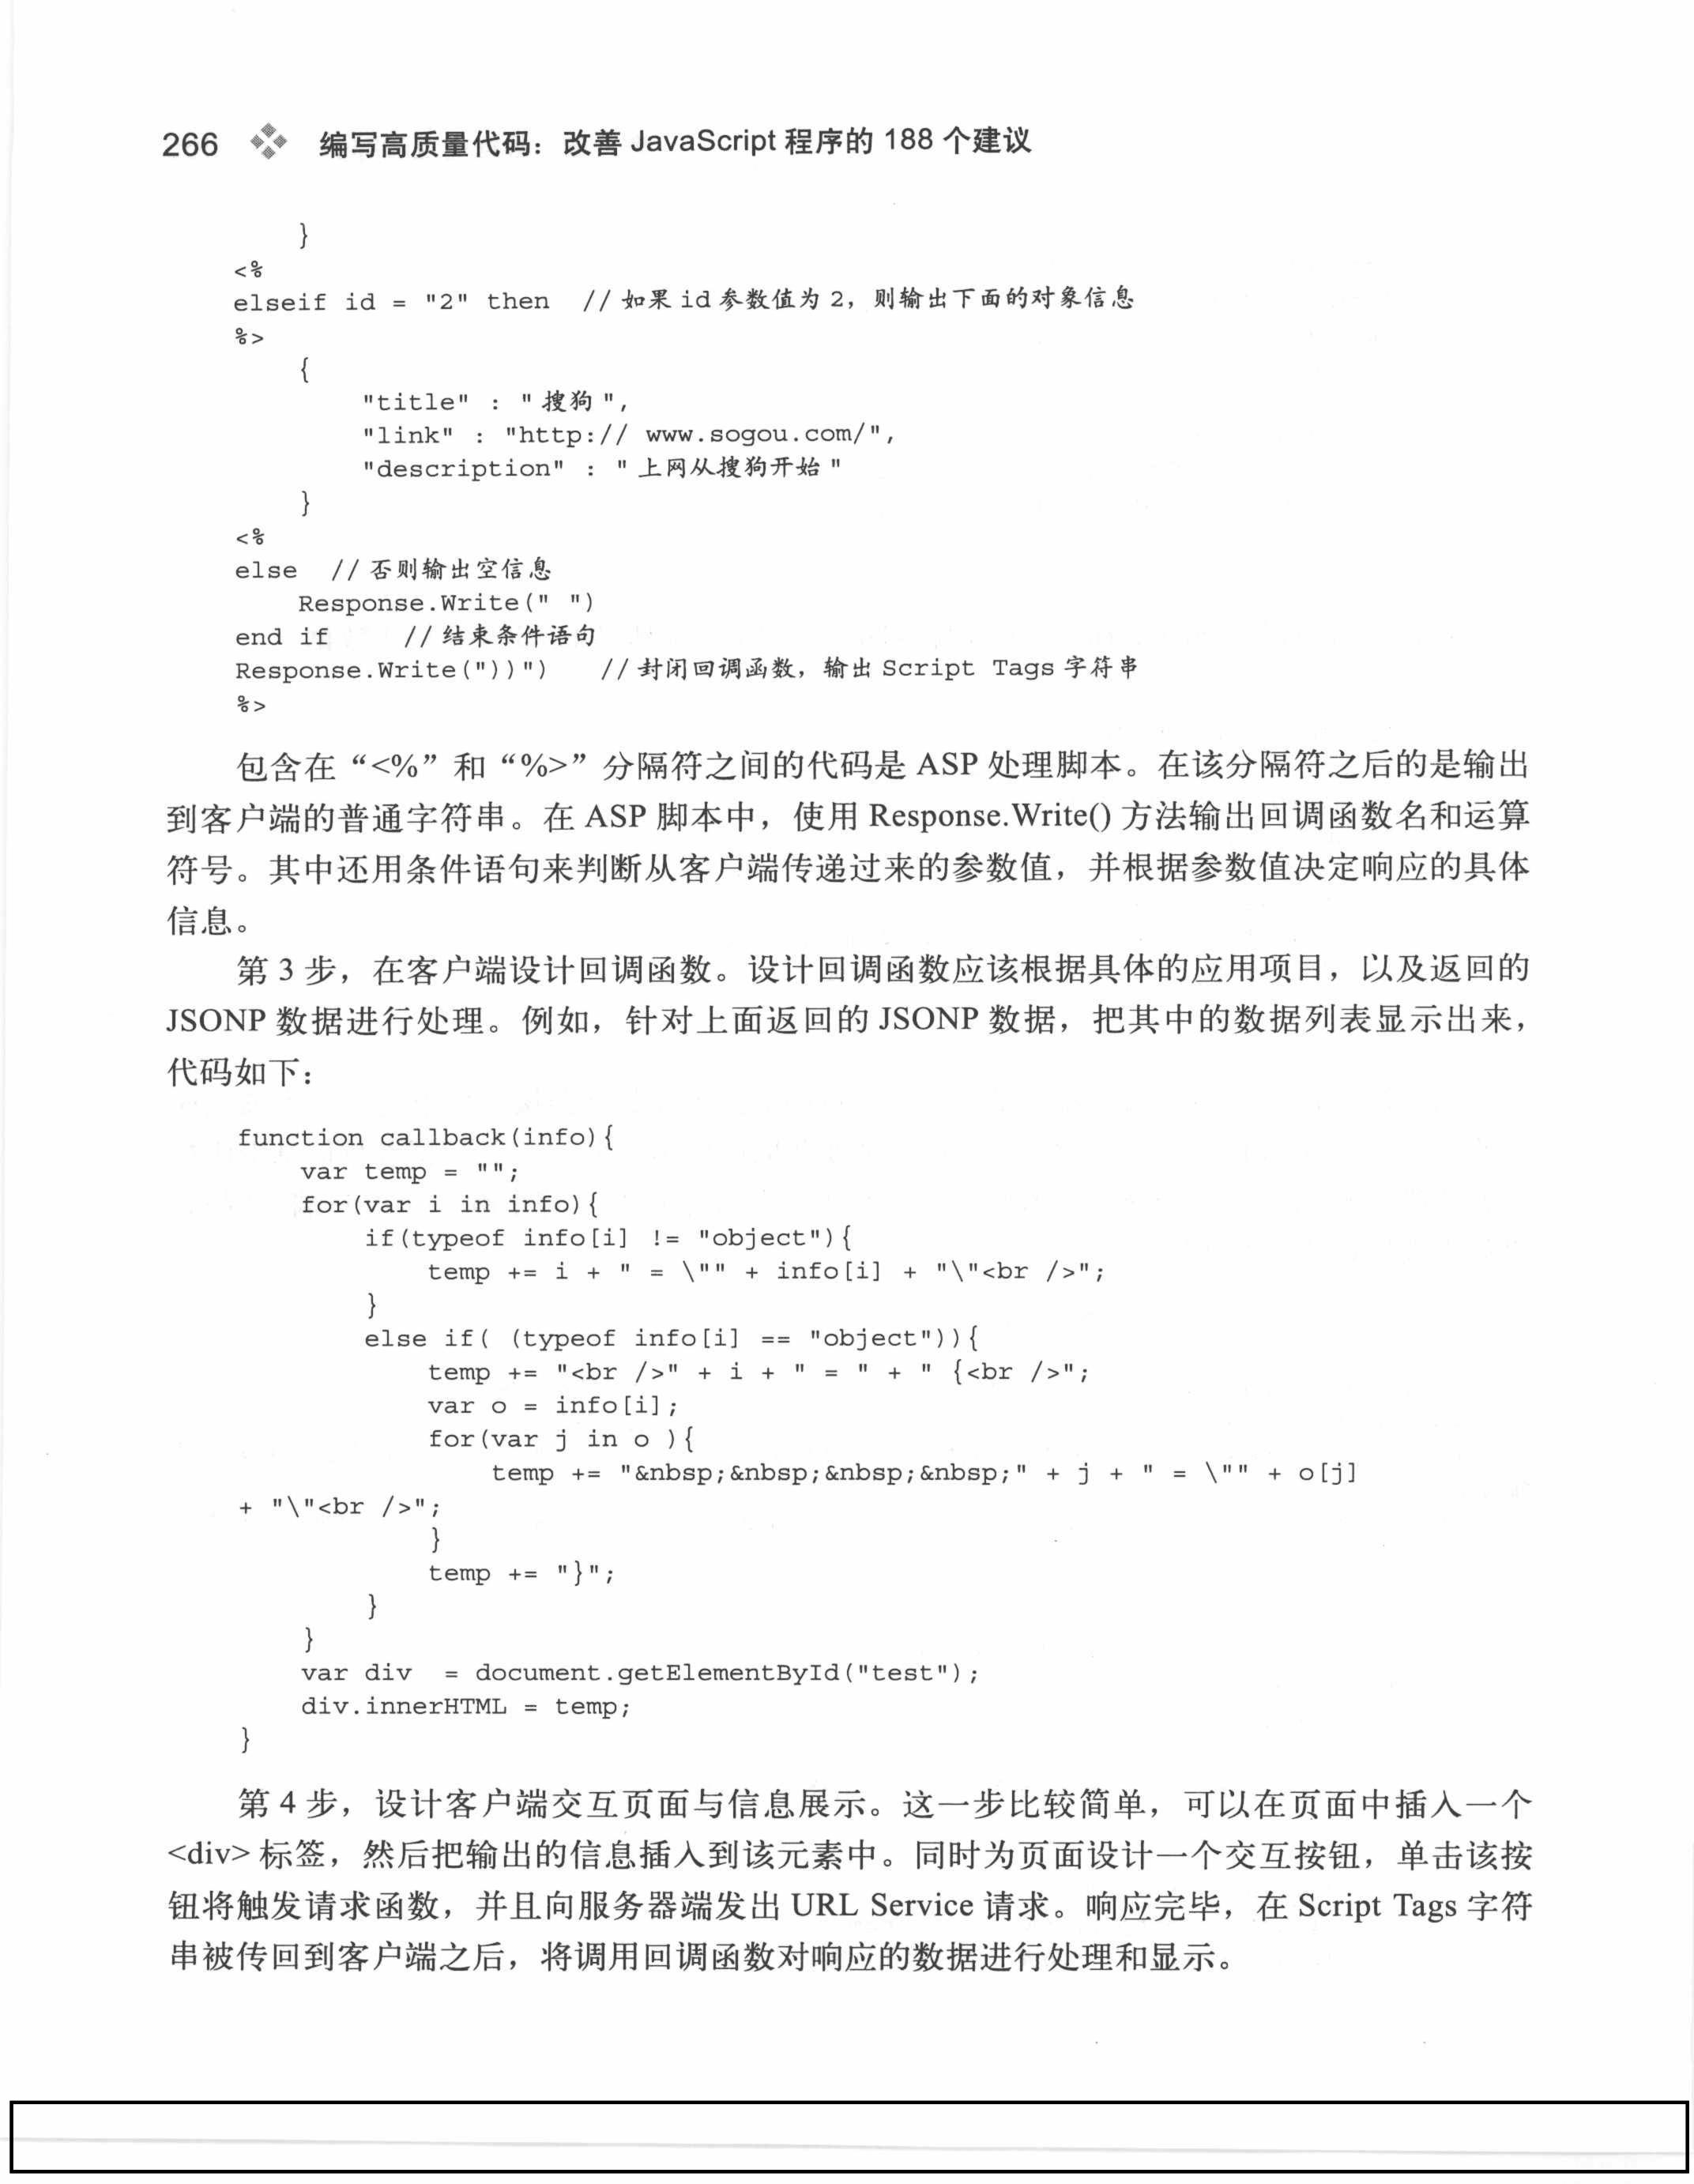 266 编写高质量代码：改善 JavaScript 程序的 188 个建议
    }
<%
elseif id = "2" then  // 如果 id 参数值为 2，则输出下面的对象信息
%>
    {
        "title" : " 搜狗 ",
        "link" : "http:// www.sogou.com/",
        "description" : " 上网从搜狗开始 "
    }
<%
else  // 否则输出空信息
    Response.Write(" ")
end if     // 结束条件语句
Response.Write("))")    // 封闭回调函数，输出 Script Tags 字符串
%>
包含在“<%”和“%>”分隔符之间的代码是 ASP 处理脚本。在该分隔符之后的是输出
到客户端的普通字符串。在 ASP 脚本中，使用 Response.Write() 方法输出回调函数名和运算
符号。其中还用条件语句来判断从客户端传递过来的参数值，并根据参数值决定响应的具体
信息。
第 3 步，在客户端设计回调函数。设计回调函数应该根据具体的应用项目，以及返回的
JSONP 数据进行处理。例如，针对上面返回的 JSONP 数据，把其中的数据列表显示出来，
代码如下：
function callback(info){
    var temp = "";
    for(var i in info){
        if(typeof info[i] != "object"){
            temp += i + " = \"" + info[i] + "\"<br />";
        }
        else if( (typeof info[i] == "object")){
            temp += "<br />" + i + " = " + " {<br />";
            var o = info[i];
            for(var j in o ){
                temp += "&nbsp;&nbsp;&nbsp;&nbsp;" + j + " = \"" + o[j]
+ "\"<br />";
            }
            temp += "}";
        }
    }
    var div  = document.getElementById("test");
    div.innerHTML = temp;
}
第 4 步，设计客户端交互页面与信息展示。这一步比较简单，可以在页面中插入一个
<div> 标签，然后把输出的信息插入到该元素中。同时为页面设计一个交互按钮，单击该按
钮将触发请求函数，并且向服务器端发出 URL Service 请求。响应完毕，在 Script Tags 字符
串被传回到客户端之后，将调用回调函数对响应的数据进行处理和显示。